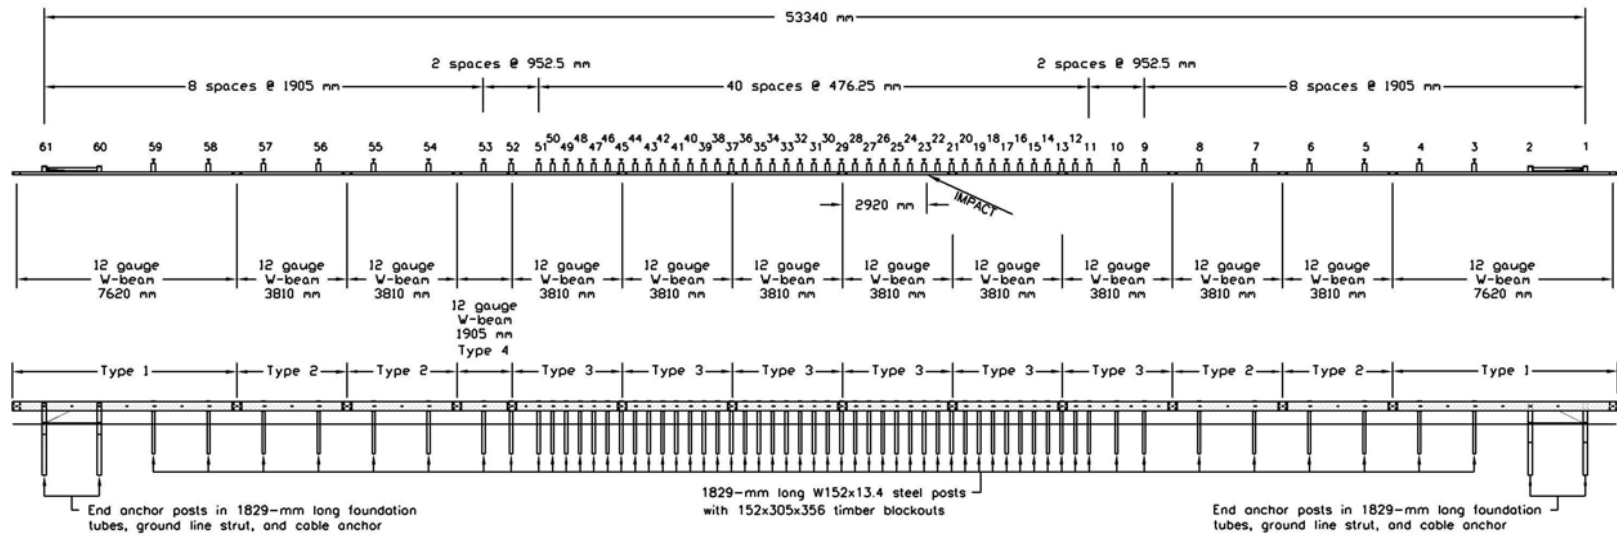 53340 mm
2 spaces @ 952.5 mm
2 spaces @ 952.5 mm
8 spaces @ 1905 mm
40 spaces @ 476.25 mm
8 spaces @ 1905 mm
50 48 46 44 42 40 38 36 34 32 30 28 26 24 22 20 18 16 14 12
61 60 59 58 57 56 55 54 53 52 51 49 47 45 43 41 39 37 35 33 31 29 27 25 23 21 19 17 15 13 11 10 9 8 7 6 5 4 3 2 1
2920 mm
IMPACT
12 gauge
W-beam
7620 mm
12 gauge
W-beam
3810 mm
12 gauge
W-beam
3810 mm
12 gauge
W-beam
1905 mm
Type 4
12 gauge
W-beam
3810 mm
12 gauge
W-beam
3810 mm
12 gauge
W-beam
3810 mm
12 gauge
W-beam
3810 mm
12 gauge
W-beam
3810 mm
12 gauge
W-beam
3810 mm
12 gauge
W-beam
3810 mm
12 gauge
W-beam
3810 mm
12 gauge
W-beam
7620 mm
Type 1
Type 2
Type 2
Type 3
Type 3
Type 3
Type 3
Type 3
Type 3
Type 2
Type 2
Type 1
End anchor posts in 1829-mm long foundation
tubes, ground line strut, and cable anchor
1829-mm long W152x13.4 steel posts
with 152x305x356 timber blockouts
End anchor posts in 1829-mm long foundation
tubes, ground line strut, and cable anchor